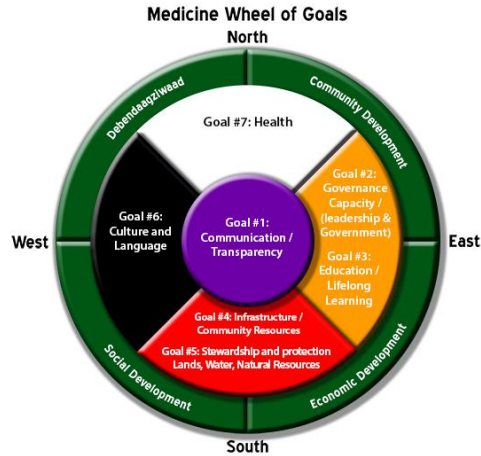 Medicine Wheel of Goals
North
Debendaagziwaad
Community Development
Goal #7: Health
Goal #2:
Governance
Capacity /
(leadership &
Government)
Goal #3:
Education /
Lifelong
Learning
Goal #6:
Culture and
Language
Goal #1:
Communication /
Transparency
West
East
Goal #4: Infrastructure /
Community Resources
Goal #5: Stewardship and protection
Lands, Water, Natural Resources
Social Development
Economic Development
South